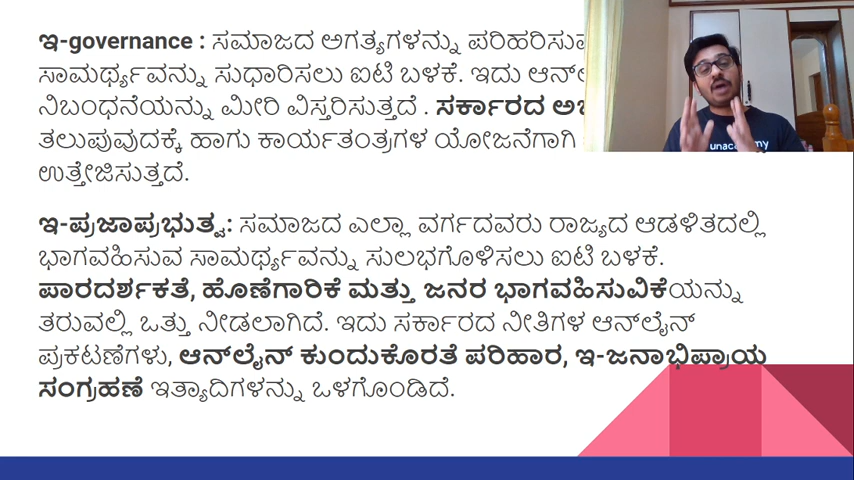 ಇ-governance : ಸಮಾಜದ ಅಗತ್ಯಗಳನ್ನು
ಸಾಮರ್ಥ್ಯವನ್ನು ಸುಧಾರಿಸಲು ಐಟಿ ಬಳಕೆ. ಇದು
ನಿಬಂಧನೆಯನ್ನು ಮೀರಿ ವಿಸ್ತರಿಸುತ್ತದೆ . ಸರ್ಕಾರದ
ತಲುಪುವುದಕ್ಕೆ ಹಾಗು ಕಾರ್ಯತಂತ್ರಗಳ ಯೋಜನೆಗಾಗಿ
ಉತ್ತೇಜಿಸುತ್ತದೆ.
ಇ-ಪ್ರಜಾಪ್ರಭುತ್ವ: ಸಮಾಜದ ಎಲ್ಲಾ ವರ್ಗದವರು ರಾಜ್ಯದ ಆಡಳಿತದಲ್ಲಿ
ಭಾಗವಹಿಸುವ ಸಾಮರ್ಥ್ಯವನ್ನು ಸುಲಭಗೊಳಿಸಲು ಐಟಿ ಬಳಕೆ.
ಪಾರದರ್ಶಕತೆ, ಹೊಣೆಗಾರಿಕೆ ಮತ್ತು ಜನರ ಭಾಗವಹಿಸುವಿಕೆಯನ್ನು
ತರುವಲ್ಲಿ ಒತ್ತು ನೀಡಲಾಗಿದೆ. ಇದು ಸರ್ಕಾರದ ನೀತಿಗಳ ಆನ್‌ಲೈನ್
ಪ್ರಕಟಣೆಗಳು, ಆನ್‌ಲೈನ್ ಕುಂದುಕೊರತೆ ಪರಿಹಾರ, ಇ-ಜನಾಭಿಪ್ರಾಯ
ಸಂಗ್ರಹಣೆ ಇತ್ಯಾದಿಗಳನ್ನು ಒಳಗೊಂಡಿದೆ.